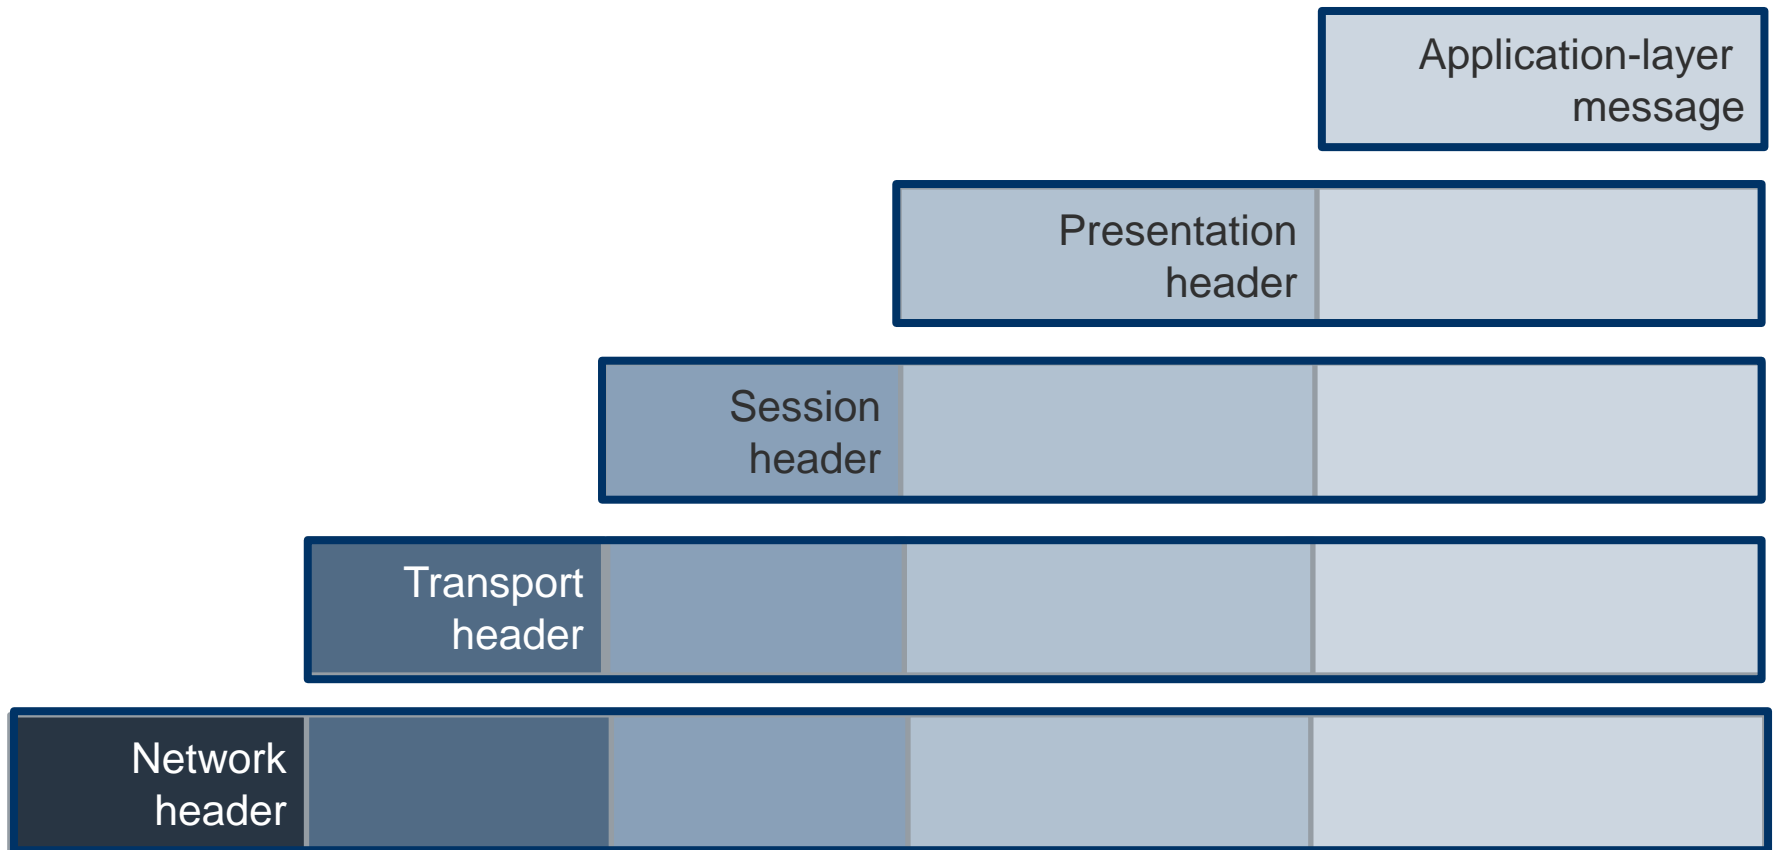 Application-layer
message
Presentation
header
Session
header
Transport
header
Network
header